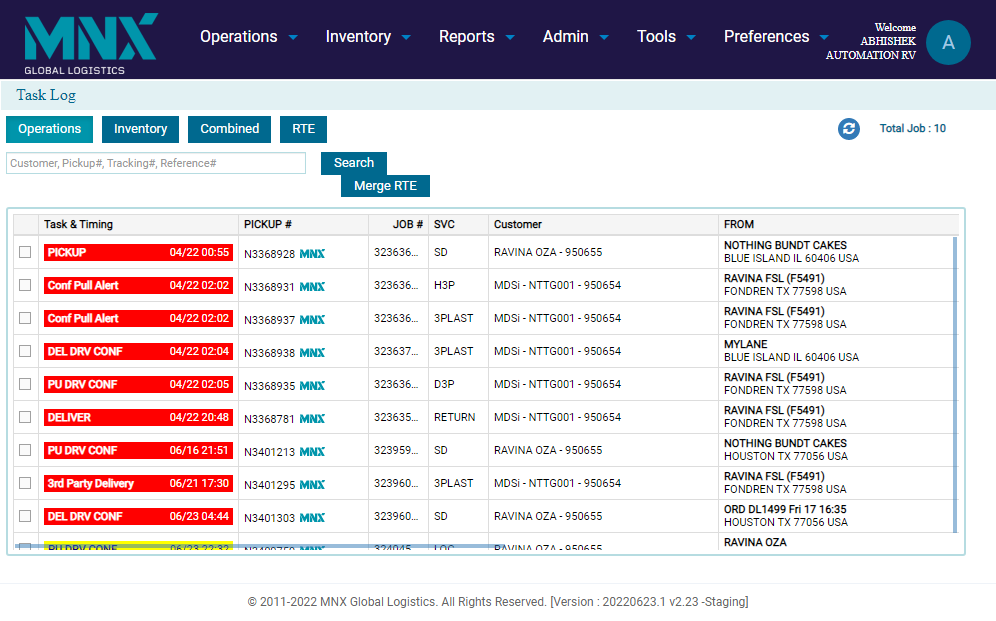 MNX
GLOBAL LOGISTICS
Operations Inventory Reports Admin Tools Preferences
Welcome
ABHISHEK
AUTOMATION RV
A
Task Log
Operations Inventory Combined RTE
Total Job : 10
Customer, Pickup#, Tracking#, Reference#
Search
Merge RTE
Task & Timing PICKUP # JOB # SVC Customer FROM
PICKUP 04/22 00:55 N3368928 MNX 323636... SD RAVINA OZA - 950655 NOTHING BUNDT CAKES
BLUE ISLAND IL 60406 USA
Conf Pull Alert 04/22 02:02 N3368931 MNX 323636... H3P MDSi - NTTG001 - 950654 RAVINA FSL (F5491)
FONDREN TX 77598 USA
Conf Pull Alert 04/22 02:02 N3368937 MNX 323636... 3PLAST MDSi - NTTG001 - 950654 RAVINA FSL (F5491)
FONDREN TX 77598 USA
DEL DRV CONF 04/22 02:04 N3368938 MNX 323637... 3PLAST MDSi - NTTG001 - 950654 MYLANE
BLUE ISLAND IL 60406 USA
PU DRV CONF 04/22 02:05 N3368935 MNX 323636... D3P MDSi - NTTG001 - 950654 RAVINA FSL (F5491)
FONDREN TX 77598 USA
DELIVER 04/22 20:48 N3368781 MNX 323635... RETURN MDSi - NTTG001 - 950654 RAVINA FSL (F5491)
FONDREN TX 77598 USA
PU DRV CONF 06/16 21:51 N3401213 MNX 323959... SD RAVINA OZA - 950655 NOTHING BUNDT CAKES
HOUSTON TX 77056 USA
3rd Party Delivery 06/21 17:30 N3401295 MNX 323960... 3PLAST MDSi - NTTG001 - 950654 RAVINA FSL (F5491)
FONDREN TX 77598 USA
DEL DRV CONF 06/23 04:44 N3401303 MNX 323960... SD RAVINA OZA - 950655 ORD DL1499 Fri 17 16:35
HOUSTON TX 77056 USA
PU DRV CONF 06/23 22:32 MNX 324045... LOC RAVINA OZA - 950655 RAVINA OZA
© 2011-2022 MNX Global Logistics. All Rights Reserved. [Version : 20220623.1 v2.23 -Staging]